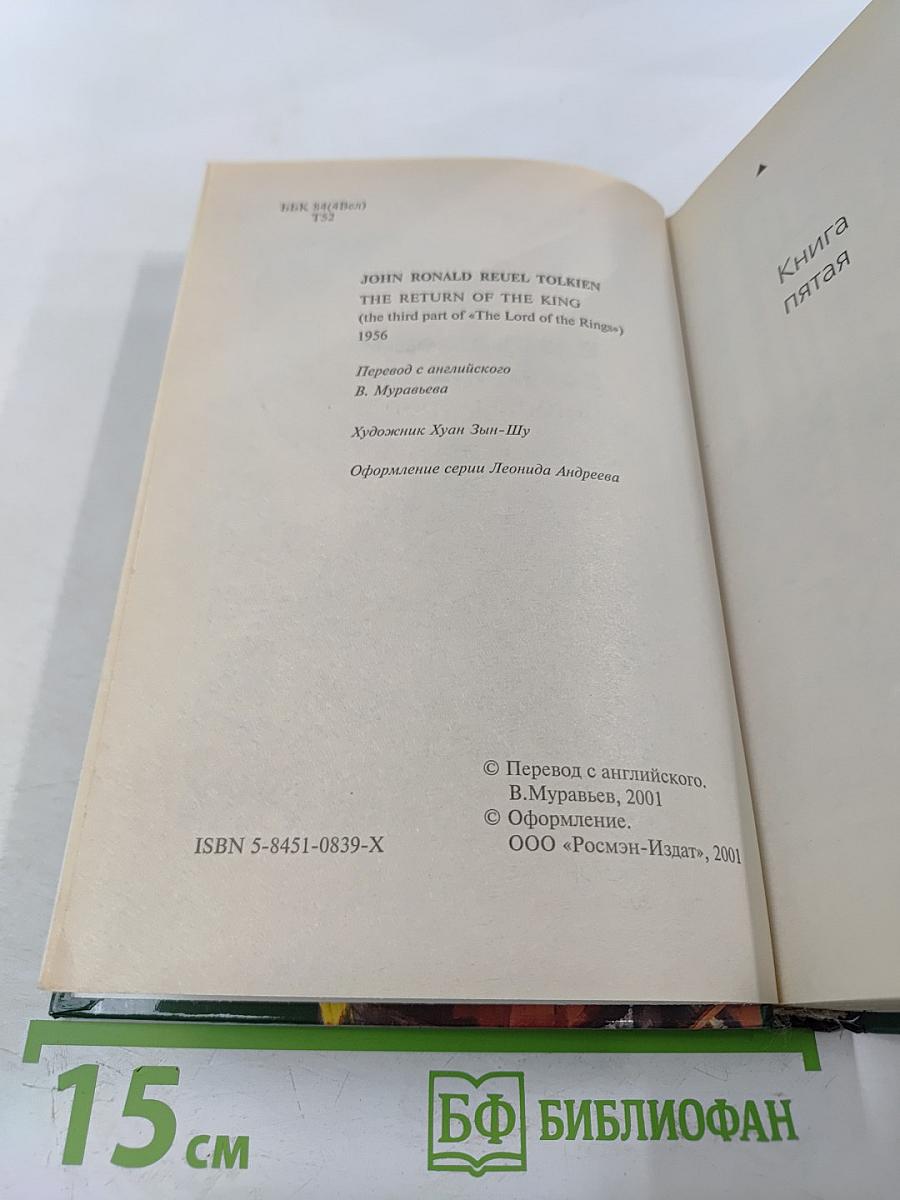 ББК 84(4Вел)
Т52
JOHN RONALD REUEL TOLKIEN
THE RETURN OF THE KING
(the third part of «The Lord of the Rings»)
1956
Перевод с английского
В. Муравьева
Художник Хуан Зын-Шу
Оформление серии Леонида Андреева
© Перевод с английского.
В.Муравьев, 2001
© Оформление.
ООО «Росмэн-Издат», 2001
ISBN 5-8451-0839-X
Книга
пятая
15 см
БФ БИБЛИОФАН